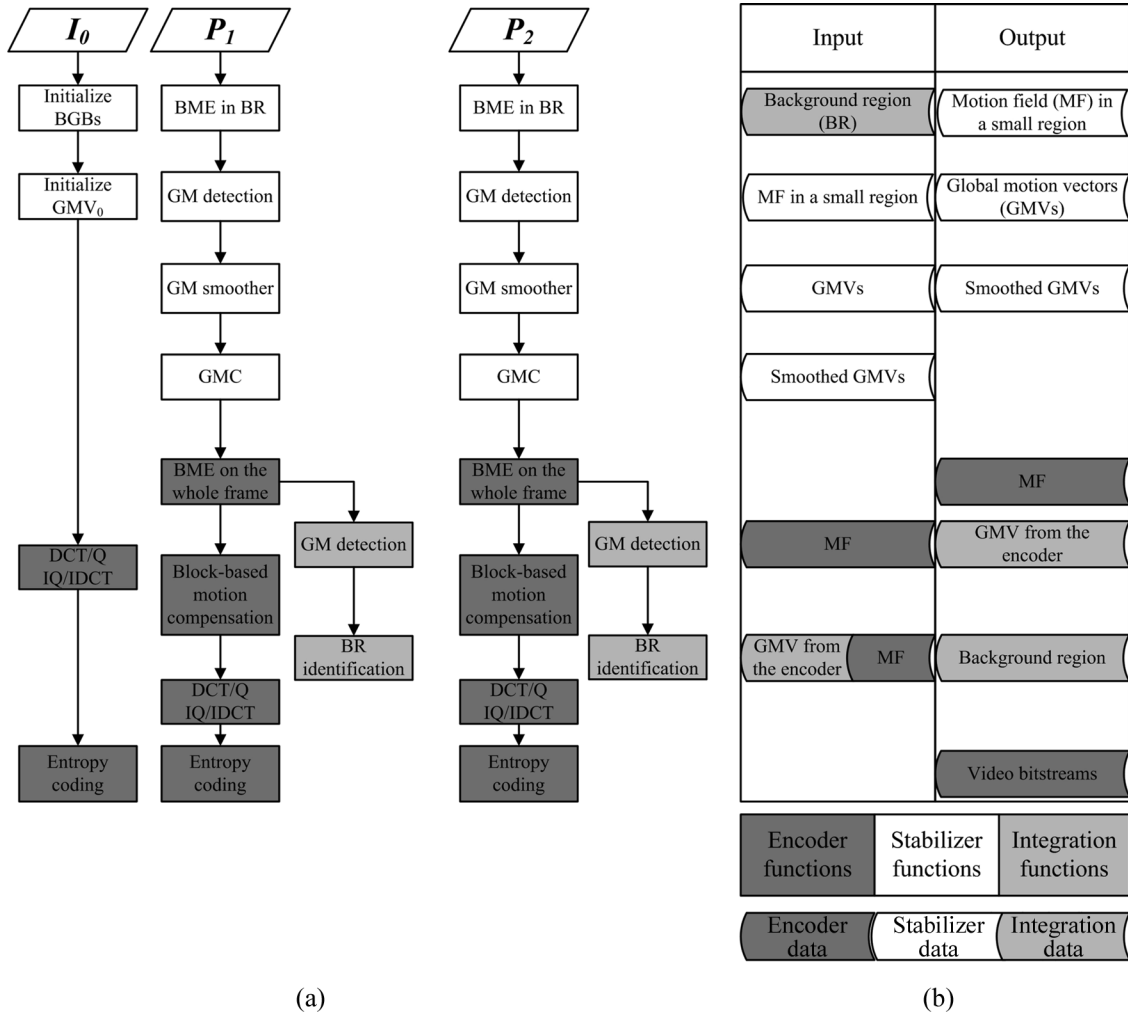 I0
Initialize
BGBs
Initialize
GMV0
DCT/Q
IQ/IDCT
Entropy
coding
P1
BME in BR
GM detection
GM smoother
GMC
BME on the
whole frame
GM detection
Block-based
motion
compensation
BR
identification
DCT/Q
IQ/IDCT
Entropy
coding
P2
BME in BR
GM detection
GM smoother
GMC
BME on the
whole frame
GM detection
Block-based
motion
compensation
BR
identification
DCT/Q
IQ/IDCT
Entropy
coding
(a)
Input
Output
Background region
(BR)
Motion field (MF) in
a small region
MF in a small region
Global motion vectors
(GMVs)
GMVs
Smoothed GMVs
Smoothed GMVs
MF
MF
GMV from the
encoder
GMV from
the encoder
MF
Background region
Video bitstreams
Encoder
functions
Stabilizer
functions
Integration
functions
Encoder
data
Stabilizer
data
Integration
data
(b)